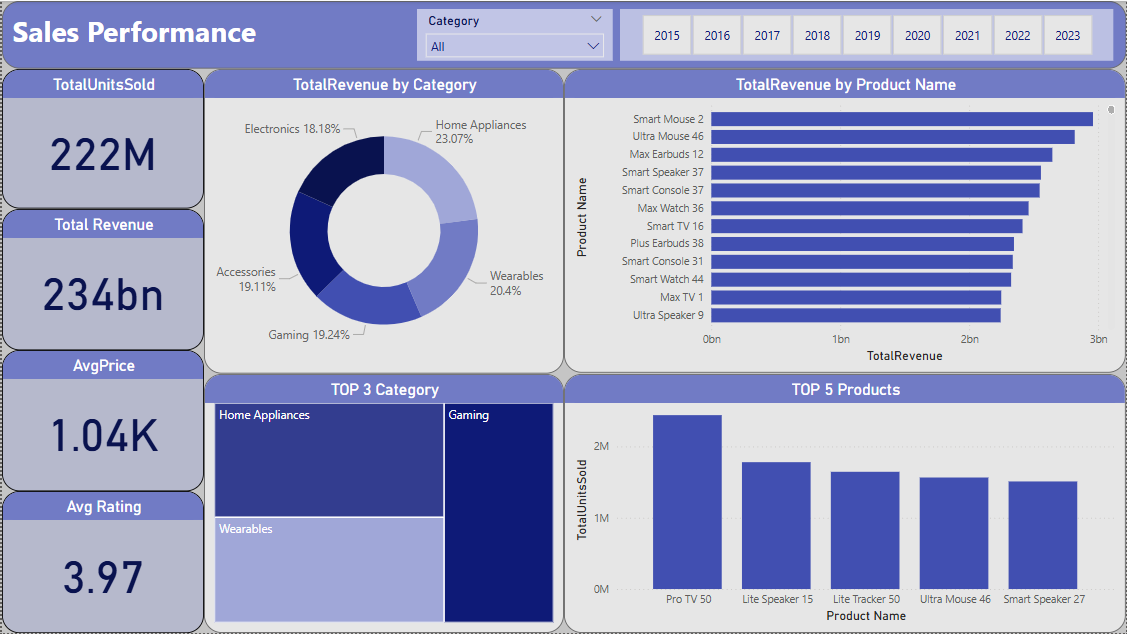 Sales Performance
Category
All
2015 2016 2017 2018 2019 2020 2021 2022 2023
TotalUnitsSold
222M
Total Revenue
234bn
AvgPrice
1.04K
Avg Rating
3.97
TotalRevenue by Category
Electronics 18.18%
Home Appliances
23.07%
Accessories
19.11%
Wearables
20.4%
Gaming 19.24%
TotalRevenue by Product Name
Product Name
Smart Mouse 2
Ultra Mouse 46
Max Earbuds 12
Smart Speaker 37
Smart Console 37
Max Watch 36
Smart TV 16
Plus Earbuds 38
Smart Console 31
Smart Watch 44
Max TV 1
Ultra Speaker 9
0bn 1bn 2bn 3bn
TotalRevenue
TOP 3 Category
Home Appliances
Gaming
Wearables
TOP 5 Products
TotalUnitsSold
2M
1M
0M
Pro TV 50 Lite Speaker 15 Lite Tracker 50 Ultra Mouse 46 Smart Speaker 27
Product Name